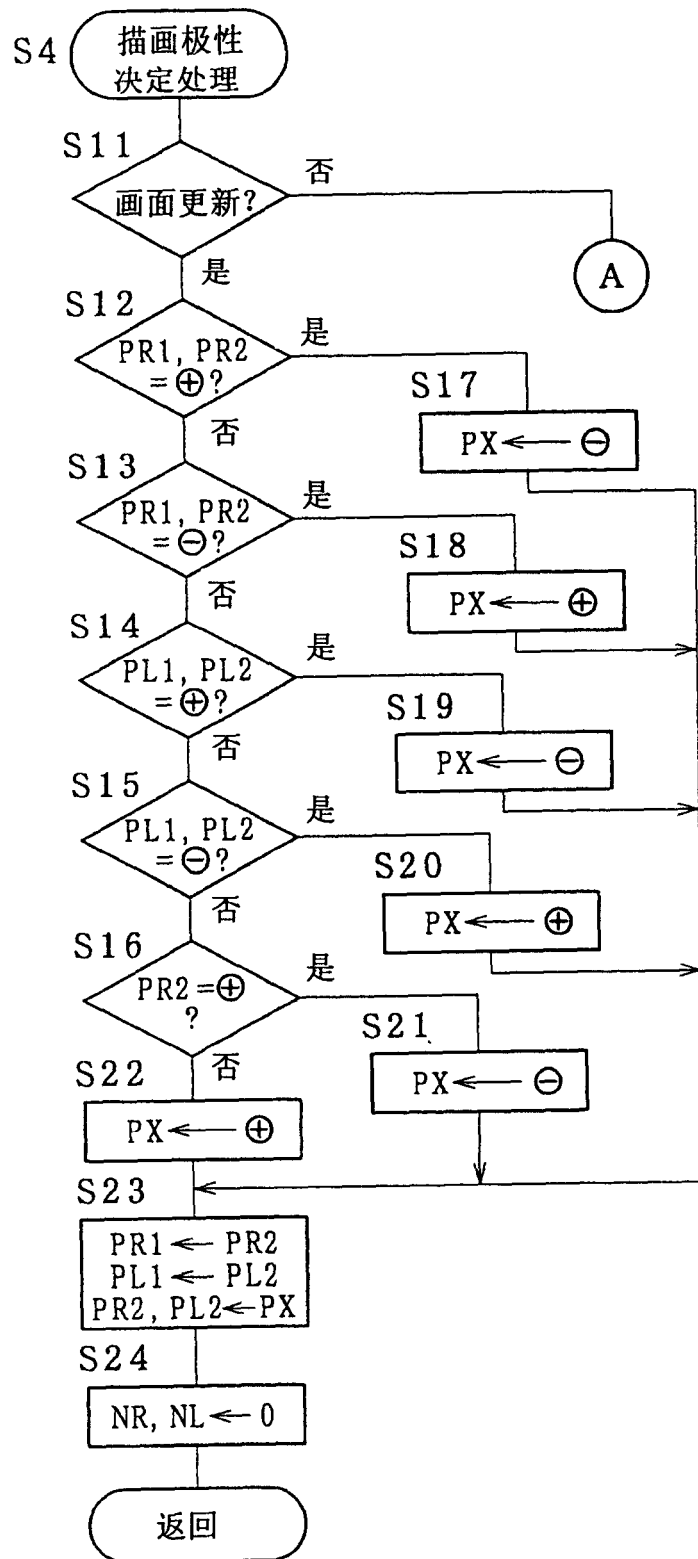 S4
描画极性
决定处理
S11
画面更新?
否
A
是
S12
PR1, PR2
=⊕?
是
S17
PX←⊖
否
S13
PR1, PR2
=⊖?
是
S18
PX←⊕
否
S14
PL1, PL2
=⊕?
是
S19
PX←⊖
否
S15
PL1, PL2
=⊖?
是
S20
PX←⊕
否
S16
PR2=⊕
?
是
S21
PX←⊖
否
S22
PX←⊕
S23
PR1←PR2
PL1←PL2
PR2, PL2←PX
S24
NR, NL←0
返回